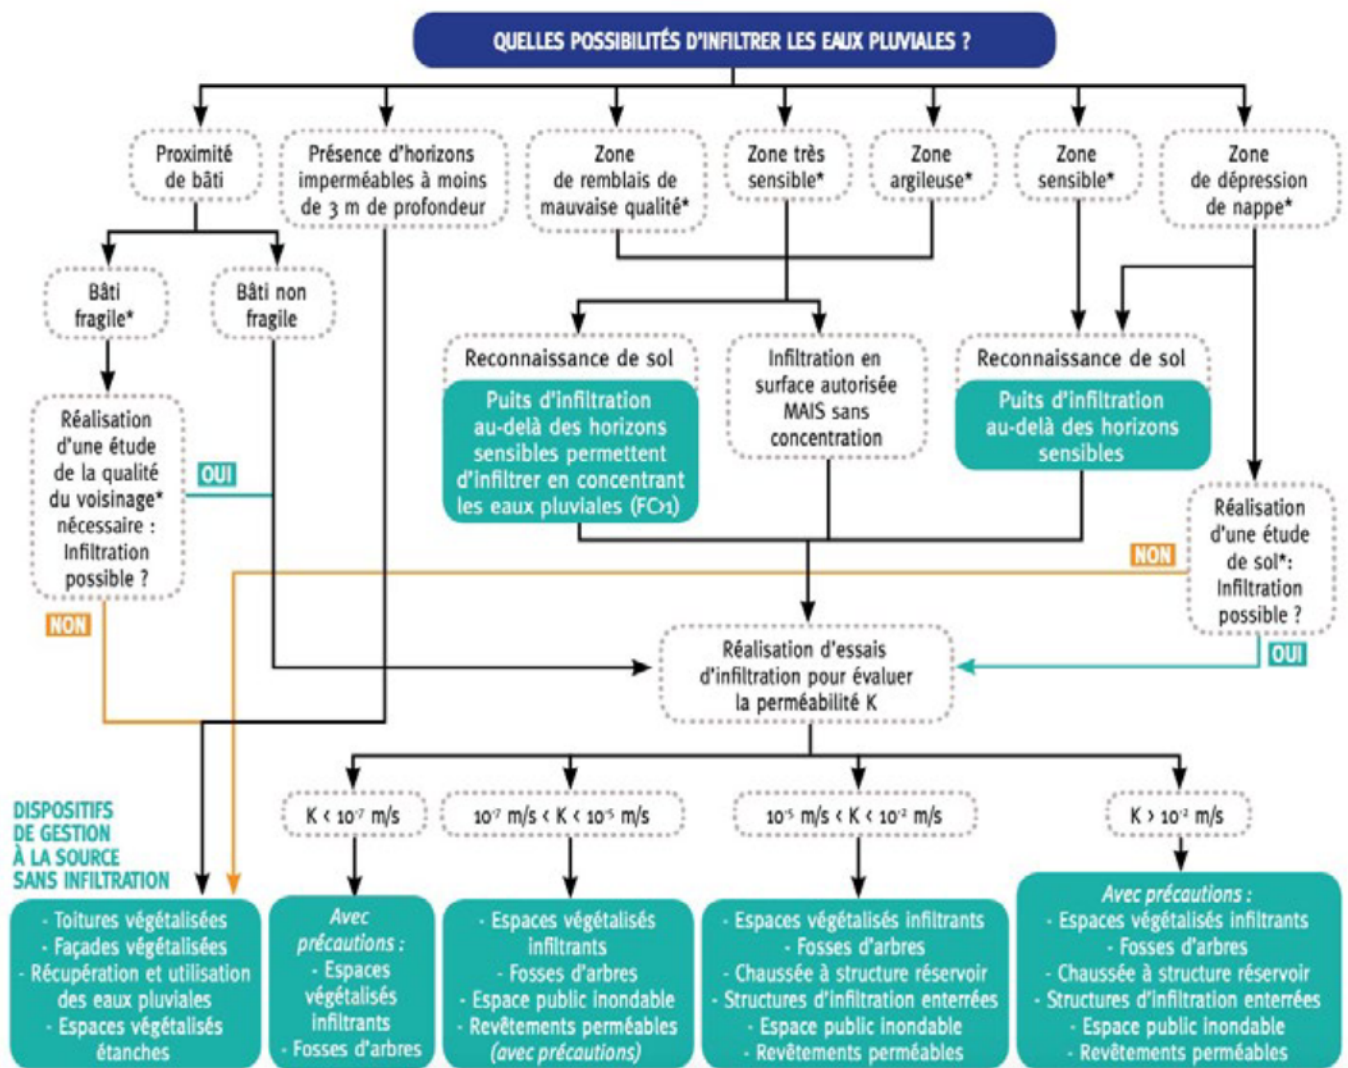 QUELLES POSSIBILITÉS D'INFILTRER LES EAUX PLUVIALES ?
Proximité
de bâti
Présence d'horizons
imperméables à moins
de 3 m de profondeur
Zone
de remblais de
mauvaise qualité*
Zone très
sensible*
Zone
argileuse*
Zone
sensible*
Zone
de dépression
de nappe*
Bâti
fragile*
Bâti non
fragile
Reconnaissance de sol
Puits d'infiltration
au-delà des horizons
sensibles permettent
d'infiltrer en concentrant
les eaux pluviales (FC>1)
Infiltration en
surface autorisée
MAIS sans
concentration
Reconnaissance de sol
Puits d'infiltration
au-delà des horizons
sensibles
Réalisation
d'une étude
de la qualité
du voisinage*
nécessaire :
Infiltration
possible ?
OUI
NON
Réalisation
d'une étude
de sol*:
Infiltration
possible ?
NON
OUI
Réalisation d'essais
d'infiltration pour évaluer
la perméabilité K
K < 10⁻⁷ m/s
10⁻⁷ m/s < K < 10⁻⁵ m/s
10⁻⁵ m/s < K < 10⁻² m/s
K > 10⁻² m/s
DISPOSITIFS
DE GESTION
À LA SOURCE
SANS INFILTRATION
- Toitures végétalisées
- Façades végétalisées
- Récupération et utilisation
des eaux pluviales
- Espaces végétalisés
étanches
Avec
précautions :
- Espaces
végétalisés
infiltrants
- Fosses d'arbres
- Espaces végétalisés
infiltrants
- Fosses d'arbres
- Espace public inondable
- Revêtements perméables
(avec précautions)
- Espaces végétalisés infiltrants
- Fosses d'arbres
- Chaussée à structure réservoir
- Structures d'infiltration enterrées
- Espace public inondable
- Revêtements perméables
Avec précautions :
- Espaces végétalisés infiltrants
- Fosses d'arbres
- Chaussée à structure réservoir
- Structures d'infiltration enterrées
- Espace public inondable
- Revêtements perméables